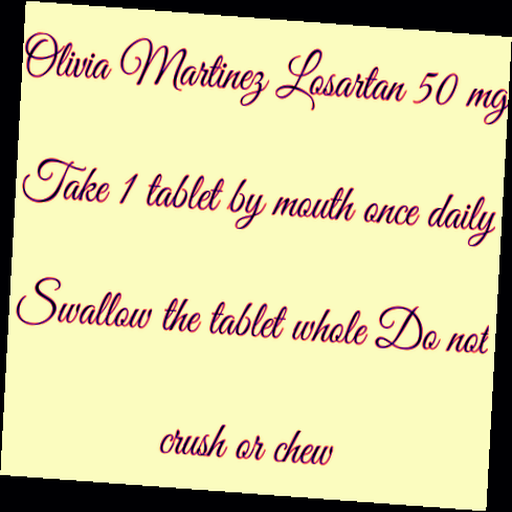 Olivia Martinez Losartan 50 mg
Take 1 tablet by mouth once daily
Swallow the tablet whole Do not
crush or chew